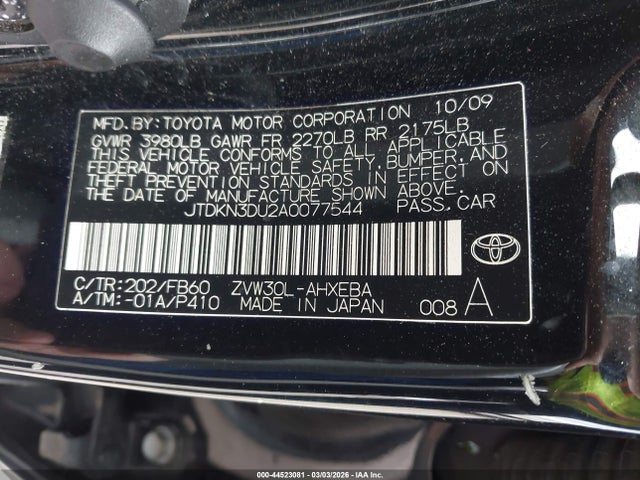 MFD.BY:TOYOTA MOTOR CORPORATION 10/09
GVWR 3980LB GAWR FR 2270LB RR 2175LB
THIS VEHICLE CONFORMS TO ALL APPLICABLE
FEDERAL MOTOR VEHICLE SAFETY, BUMPER, AND
THEFT PREVENTION STANDARDS IN EFFECT ON
THE DATE OF MANUFACTURE SHOWN ABOVE.
JTDKN3DU2A0077544 PASS.CAR
C/TR:202/FB60 ZVW30L-AHXEBA
A/TM:-01A/P410 MADE IN JAPAN 008 A
000-44523081 - 03/03/2026 - IAA Inc.